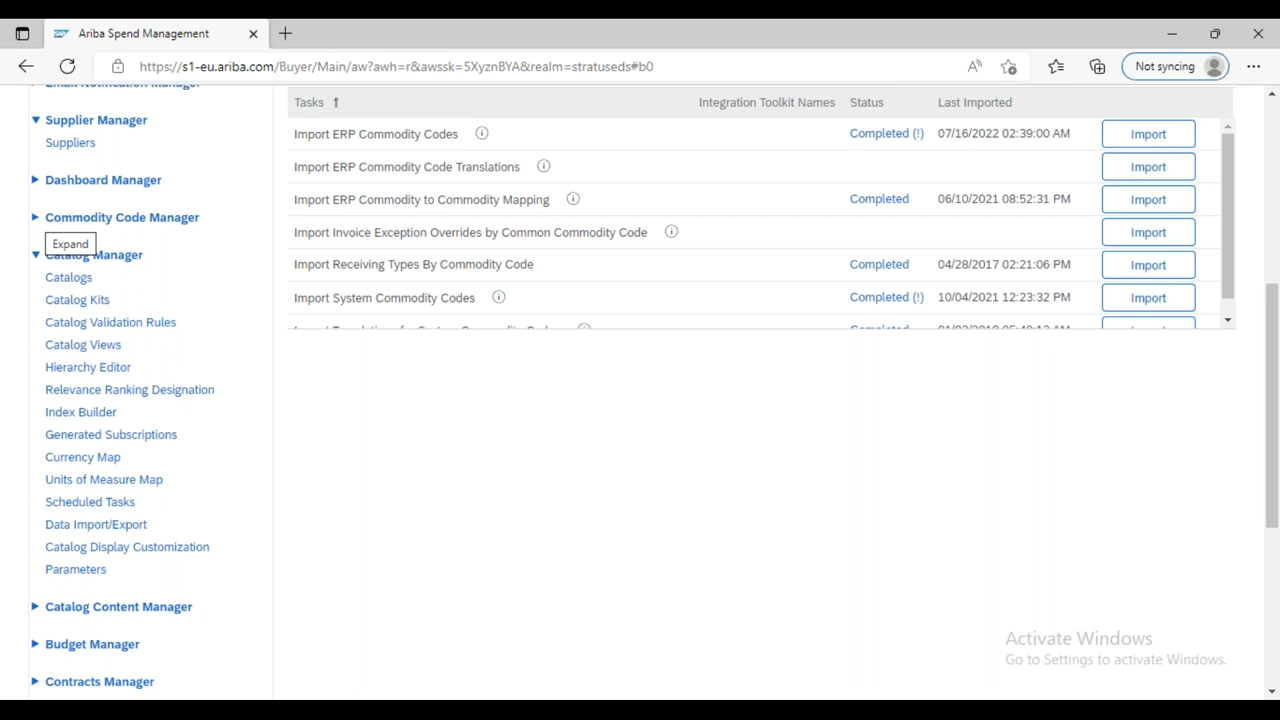 Ariba Spend Management
https://s1-eu.ariba.com/Buyer/Main/aw?awh=r&awssk=5XyznBYA&realm=stratuseds#b0
Not syncing
Email Notification Manager
Supplier Manager
Suppliers
Dashboard Manager
Commodity Code Manager
Expand
Catalog Manager
Catalogs
Catalog Kits
Catalog Validation Rules
Catalog Views
Hierarchy Editor
Relevance Ranking Designation
Index Builder
Generated Subscriptions
Currency Map
Units of Measure Map
Scheduled Tasks
Data Import/Export
Catalog Display Customization
Parameters
Catalog Content Manager
Budget Manager
Contracts Manager
Tasks ↑ Integration Toolkit Names Status Last Imported
Import ERP Commodity Codes Completed (!) 07/16/2022 02:39:00 AM Import
Import ERP Commodity Code Translations Import
Import ERP Commodity to Commodity Mapping Completed 06/10/2021 08:52:31 PM Import
Import Invoice Exception Overrides by Common Commodity Code Import
Import Receiving Types By Commodity Code Completed 04/28/2017 02:21:06 PM Import
Import System Commodity Codes Completed (!) 10/04/2021 12:23:32 PM Import
Activate Windows
Go to Settings to activate Windows.